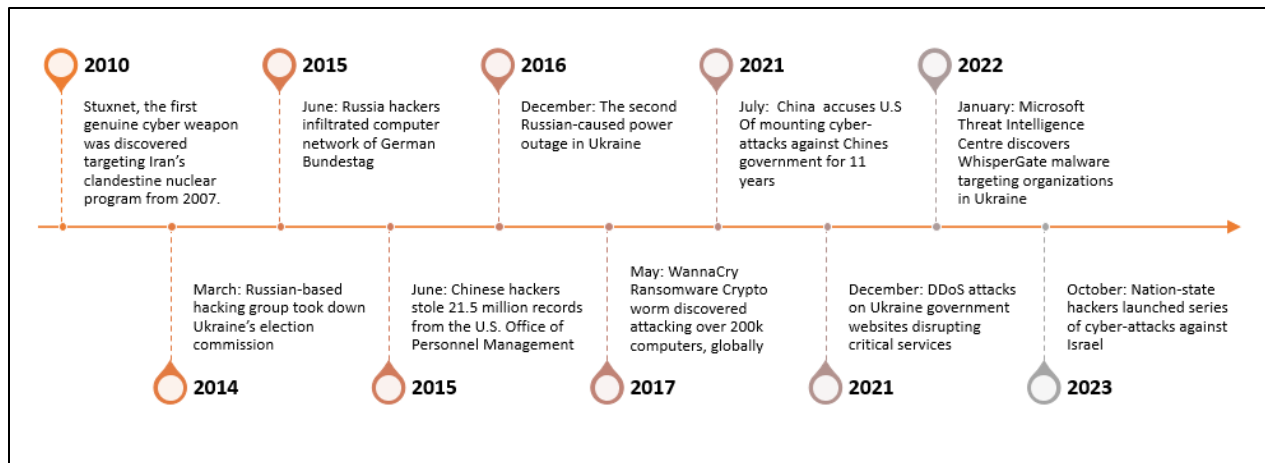 2010
Stuxnet, the first
genuine cyber weapon
was discovered
targeting Iran's
clandestine nuclear
program from 2007.
2015
June: Russia hackers
infiltrated computer
network of German
Bundestag
2016
December: The second
Russian-caused power
outage in Ukraine
2021
July: China accuses U.S
Of mounting cyber-
attacks against Chines
government for 11
years
2022
January: Microsoft
Threat Intelligence
Centre discovers
WhisperGate malware
targeting organizations
in Ukraine
March: Russian-based
hacking group took down
Ukraine's election
commission
2014
June: Chinese hackers
stole 21.5 million records
from the U.S. Office of
Personnel Management
2015
May: WannaCry
Ransomware Crypto
worm discovered
attacking over 200k
computers, globally
2017
December: DDoS attacks
on Ukraine government
websites disrupting
critical services
2021
October: Nation-state
hackers launched series
of cyber-attacks against
Israel
2023